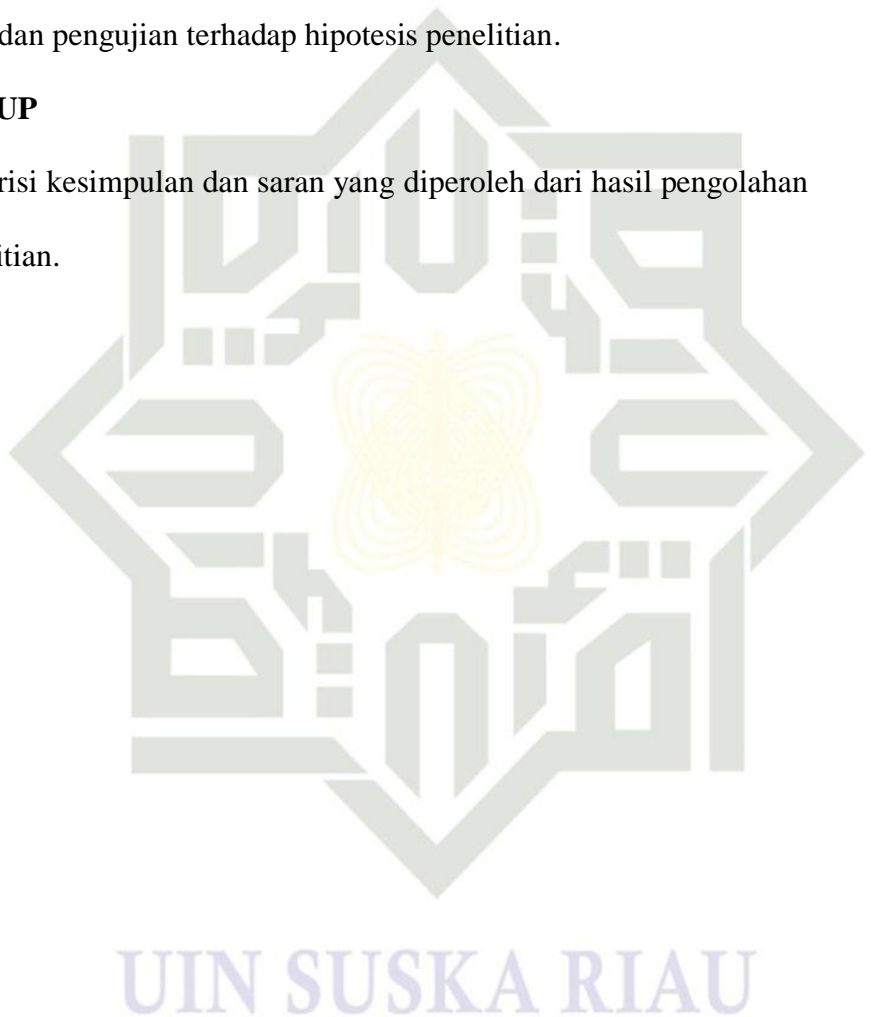 dan pengujian terhadap hipotesis penelitian.
UP
risi kesimpulan dan saran yang diperoleh dari hasil pengolahan
itian.
UIN SUSKA RIAU